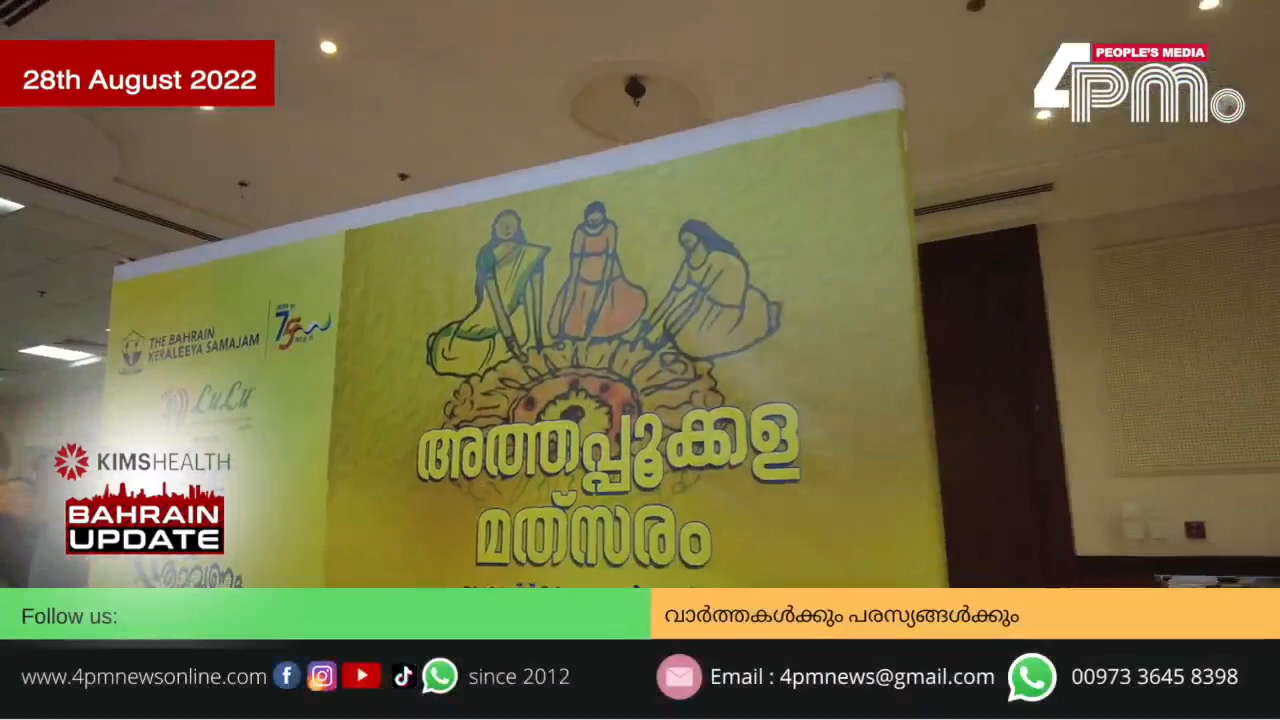 28th August 2022
PEOPLE'S MEDIA
4pm
THE BAHRAIN
KERALEEYA SAMAJAM
75
LuLu
അത്തപ്പൂക്കള
മത്സരം
KIMSHEALTH
BAHRAIN
UPDATE
ശ്രാവണം
Follow us:
വാർത്തകൾക്കും പരസ്യങ്ങൾക്കും
www.4pmnewsonline.com
since 2012
Email : 4pmnews@gmail.com
00973 3645 8398